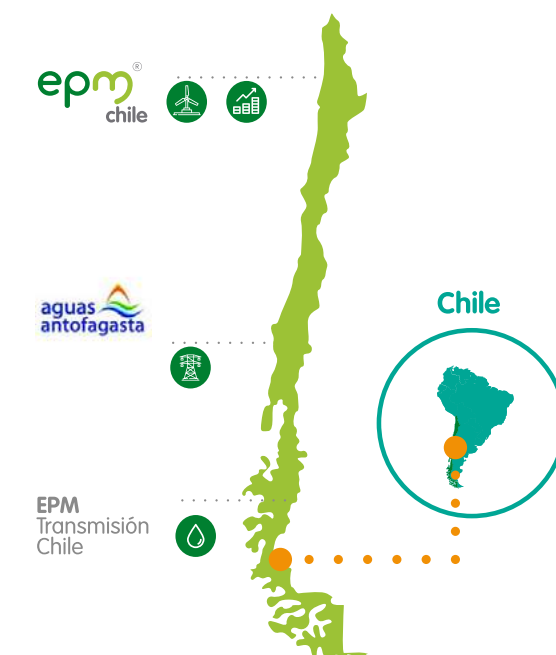 epm®
chile
aguas
antofagasta
Chile
EPM
Transmisión
Chile